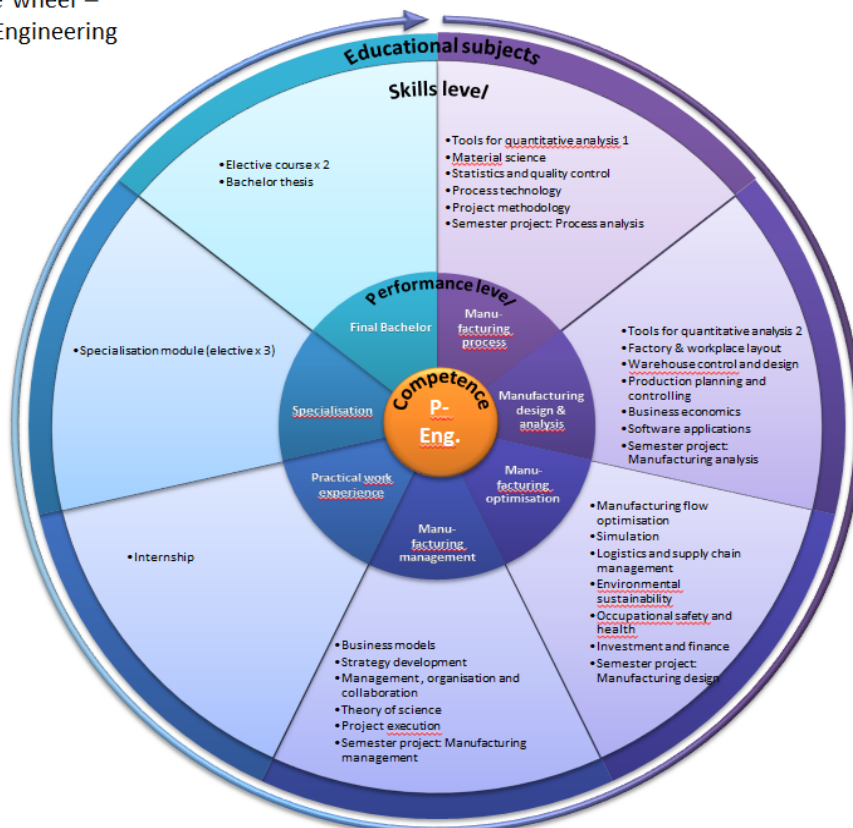 e wheel –
Engineering
Educational subjects
Skills level
• Tools for quantitative analysis 1
• Material science
• Statistics and quality control
• Process technology
• Project methodology
• Semester project: Process analysis
• Tools for quantitative analysis 2
• Factory & workplace layout
• Warehouse control and design
• Production planning and
controlling
• Business economics
• Software applications
• Semester project:
Manufacturing analysis
• Manufacturing flow
optimisation
• Simulation
• Logistics and supply chain
management
• Environmental
sustainability
• Occupational safety and
health
• Investment and finance
• Semester project:
Manufacturing design
• Business models
• Strategy development
• Management, organisation and
collaboration
• Theory of science
• Project execution
• Semester project: Manufacturing
management
• Internship
• Specialisation module (elective x 3)
• Elective course x 2
• Bachelor thesis
Performance level
Manu-
facturing
process
Manufacturing
design &
analysis
Manu-
facturing
optimisation
Manu-
facturing
management
Practical work
experience
Specialisation
Final Bachelor
Competence
P-
Eng.